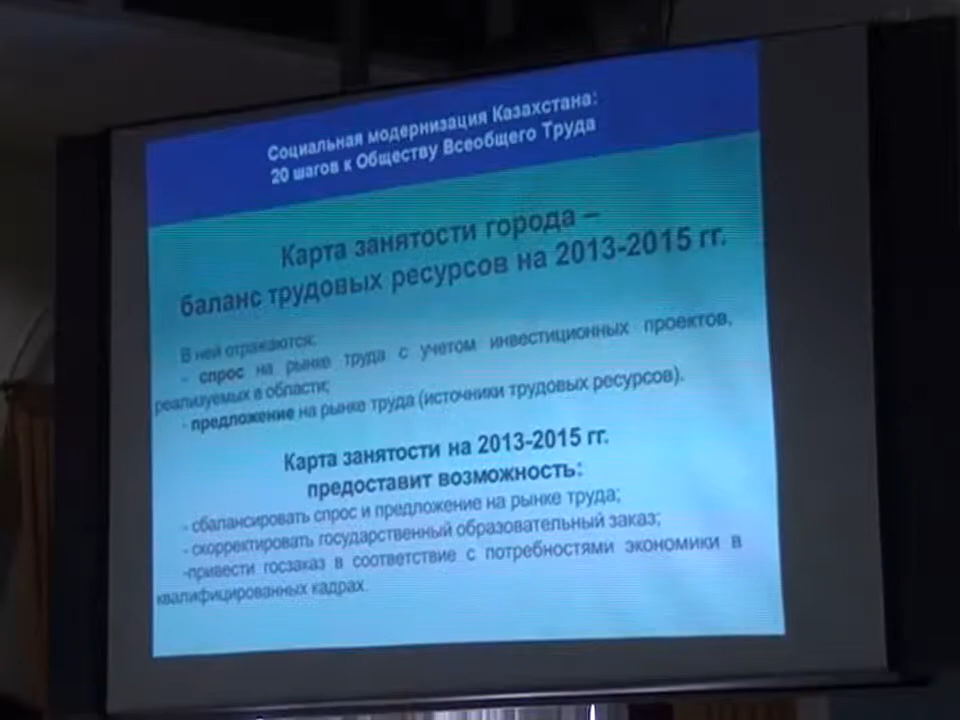 Социальная модернизация Казахстана:
20 шагов к Обществу Всеобщего Труда
Карта занятости города –
баланс трудовых ресурсов на 2013-2015 гг.
В ней отражаются:
- спрос на рынке труда с учетом инвестиционных проектов,
реализуемых в области;
- предложение на рынке труда (источники трудовых ресурсов).
Карта занятости на 2013-2015 гг.
предоставит возможность:
- сбалансировать спрос и предложение на рынке труда;
- скорректировать государственный образовательный заказ;
-привести госзаказ в соответствие с потребностями экономики в
квалифицированных кадрах.